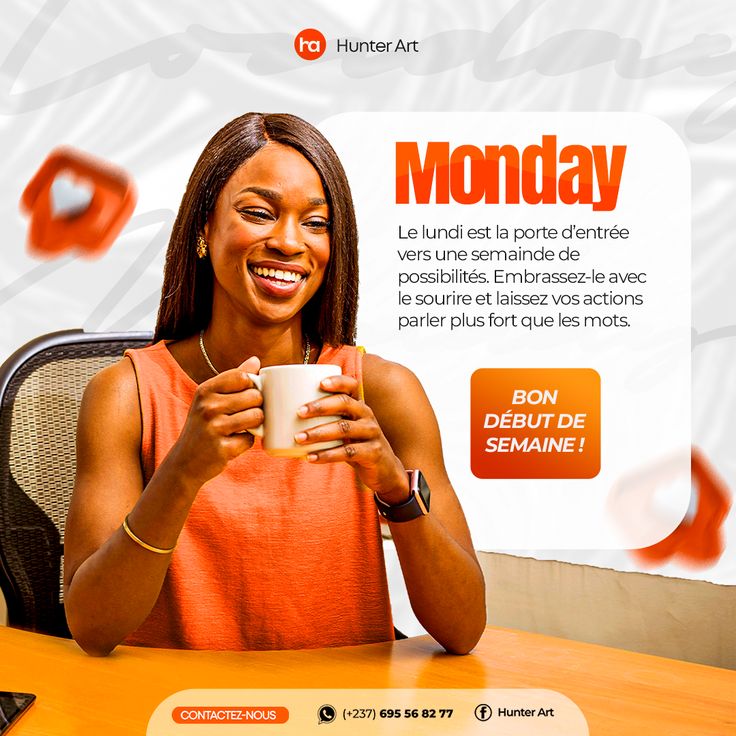 ha Hunter Art
Monday
Le lundi est la porte d’entrée
vers une semainde de
possibilités. Embrassez-le avec
le sourire et laissez vos actions
parler plus fort que les mots.
BON
DÉBUT DE
SEMAINE !
CONTACTEZ-NOUS (+237) 695 56 82 77 Hunter Art